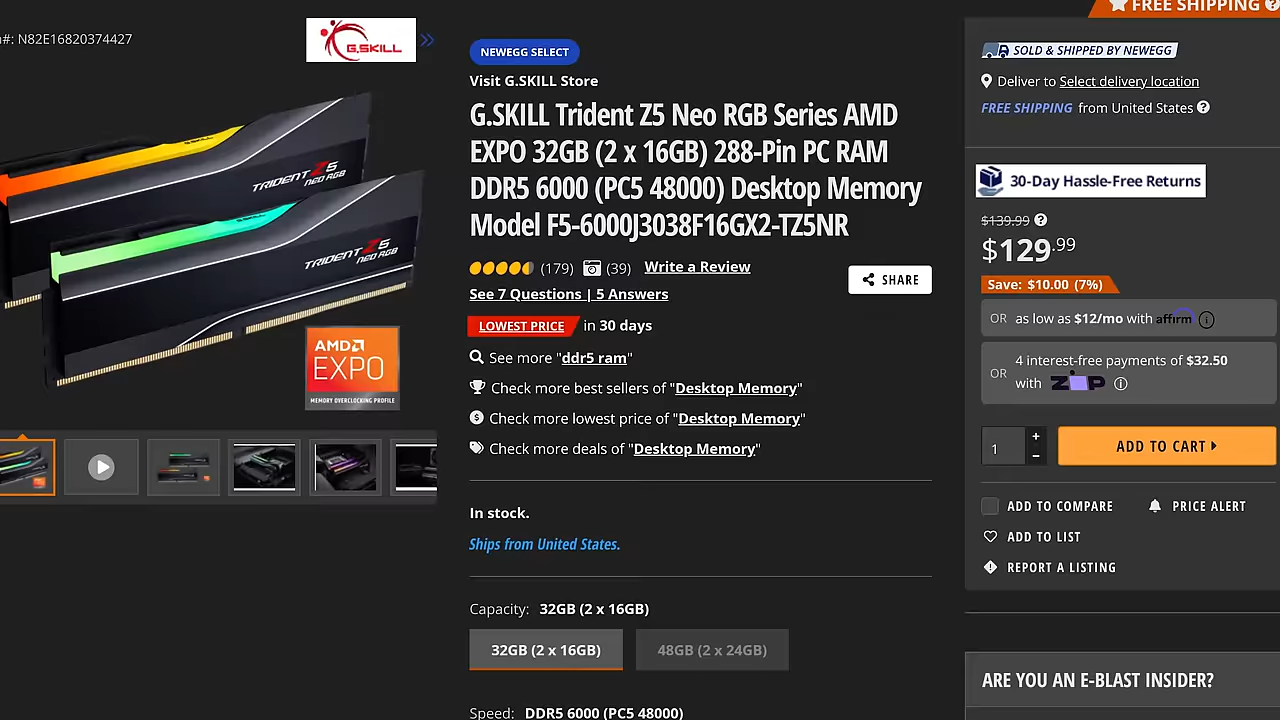 FREE SHIPPING
#: N82E16820374427
G.SKILL
TRIDENT Z5
NEO RGB
TRIDENT Z5
NEO RGB
AMD
EXPO
MEMORY OVERCLOCKING PROFILE
NEWEGG SELECT
Visit G.SKILL Store
G.SKILL Trident Z5 Neo RGB Series AMD
EXPO 32GB (2 x 16GB) 288-Pin PC RAM
DDR5 6000 (PC5 48000) Desktop Memory
Model F5-6000J3038F16GX2-TZ5NR
(179) (39) Write a Review
SHARE
See 7 Questions | 5 Answers
LOWEST PRICE in 30 days
See more "ddr5 ram"
Check more best sellers of "Desktop Memory"
Check more lowest price of "Desktop Memory"
Check more deals of "Desktop Memory"
In stock.
Ships from United States.
Capacity: 32GB (2 x 16GB)
32GB (2 x 16GB) 48GB (2 x 24GB)
Speed: DDR5 6000 (PC5 48000)
SOLD & SHIPPED BY NEWEGG
Deliver to Select delivery location
FREE SHIPPING from United States
30-Day Hassle-Free Returns
$139.99
$129.99
Save: $10.00 (7%)
OR as low as $12/mo with affirm
OR 4 interest-free payments of $32.50
with ZIP
1 + −
ADD TO CART
ADD TO COMPARE PRICE ALERT
ADD TO LIST
REPORT A LISTING
ARE YOU AN E-BLAST INSIDER?